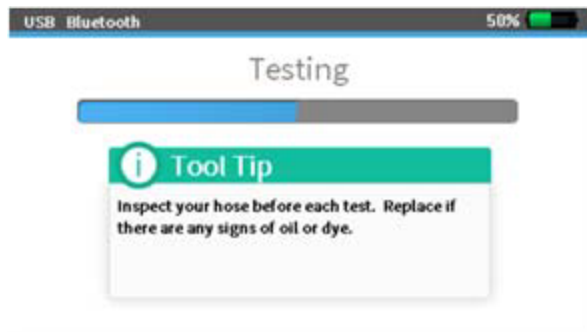 USB Bluetooth 50%
Testing
i Tool Tip
Inspect your hose before each test. Replace if
there are any signs of oil or dye.